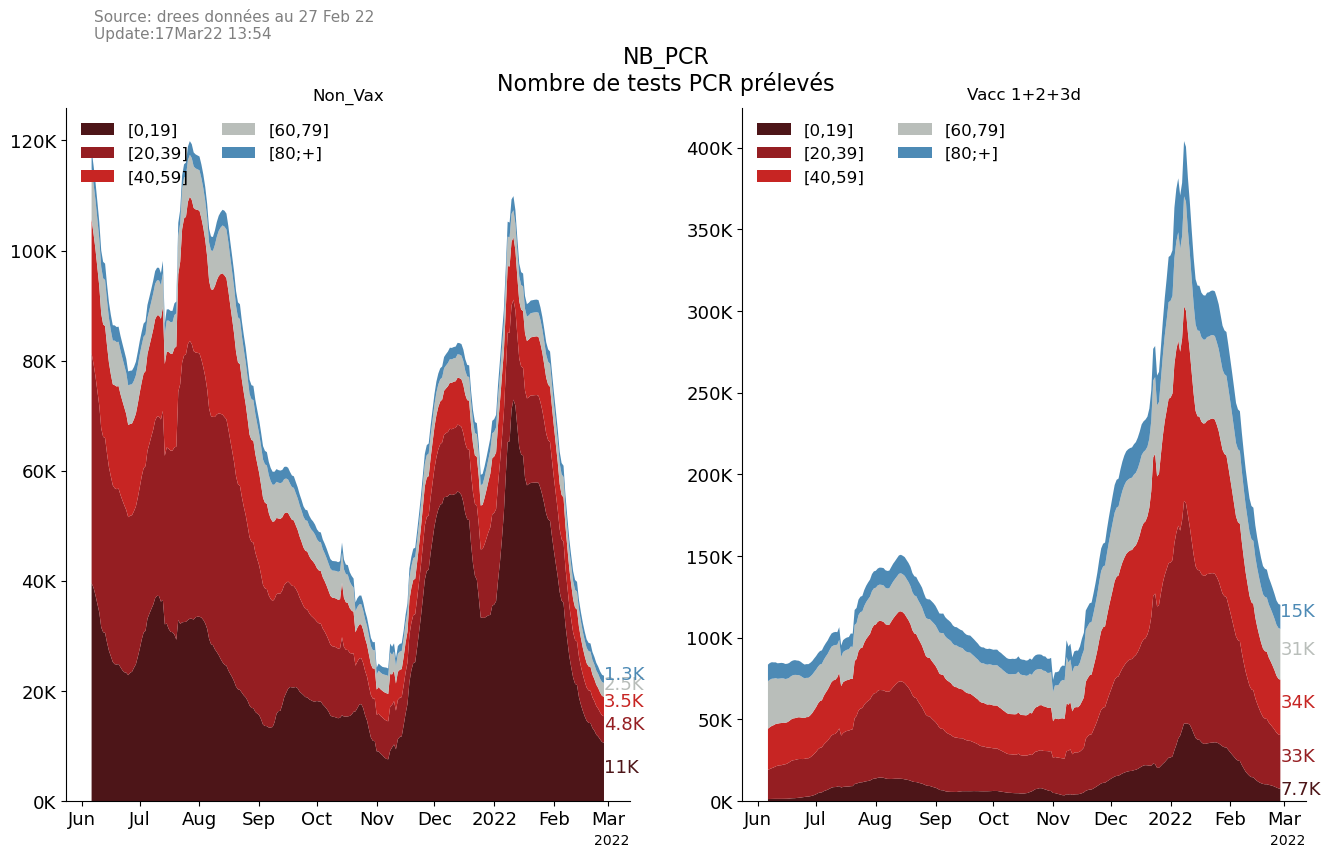 Source: drees données au 27 Feb 22
Update:17Mar22 13:54
NB_PCR
Nombre de tests PCR prélevés
Non_Vax
[0,19]
[20,39]
[40,59]
[60,79]
[80;+]
120K
100K
80K
60K
40K
20K
0K
1.3K
2.5K
3.5K
4.8K
11K
Jun Jul Aug Sep Oct Nov Dec 2022 Feb Mar
2022
Vacc 1+2+3d
[0,19]
[20,39]
[40,59]
[60,79]
[80;+]
400K
350K
300K
250K
200K
150K
100K
50K
0K
15K
31K
34K
33K
7.7K
Jun Jul Aug Sep Oct Nov Dec 2022 Feb Mar
2022